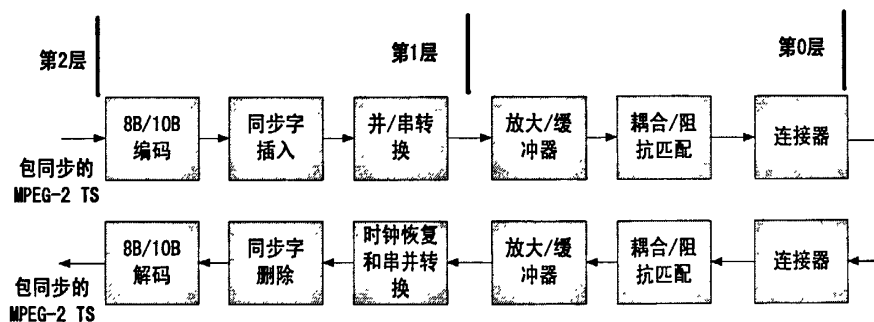 第2层
第1层
第0层
8B/10B
编码
同步字
插入
并/串转
换
放大/缓
冲器
耦合/阻
抗匹配
连接器
包同步的
MPEG-2 TS
8B/10B
解码
同步字
删除
时钟恢复
和串并转
换
放大/缓
冲器
耦合/阻
抗匹配
连接器
包同步的
MPEG-2 TS